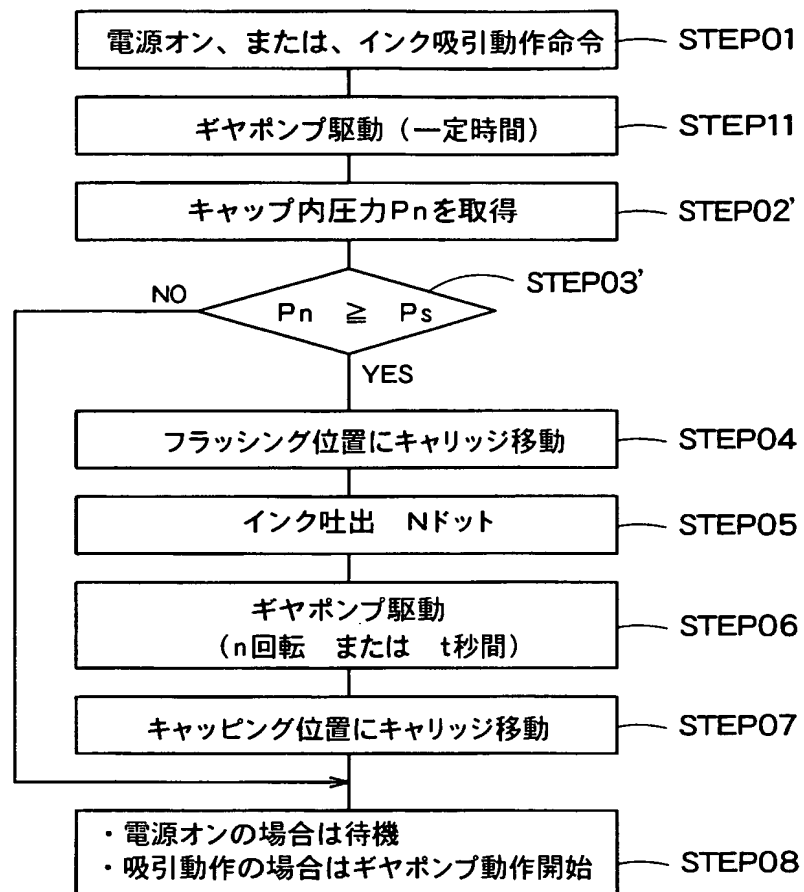 電源オン、または、インク吸引動作命令 STEP01
ギヤポンプ駆動(一定時間) STEP11
キャップ内圧力Pnを取得 STEP02'
STEP03'
NO Pn ≧ Ps
YES
フラッシング位置にキャリッジ移動 STEP04
インク吐出 Nドット STEP05
ギヤポンプ駆動
(n回転 または t秒間) STEP06
キャッピング位置にキャリッジ移動 STEP07
・電源オンの場合は待機
・吸引動作の場合はギヤポンプ動作開始 STEP08